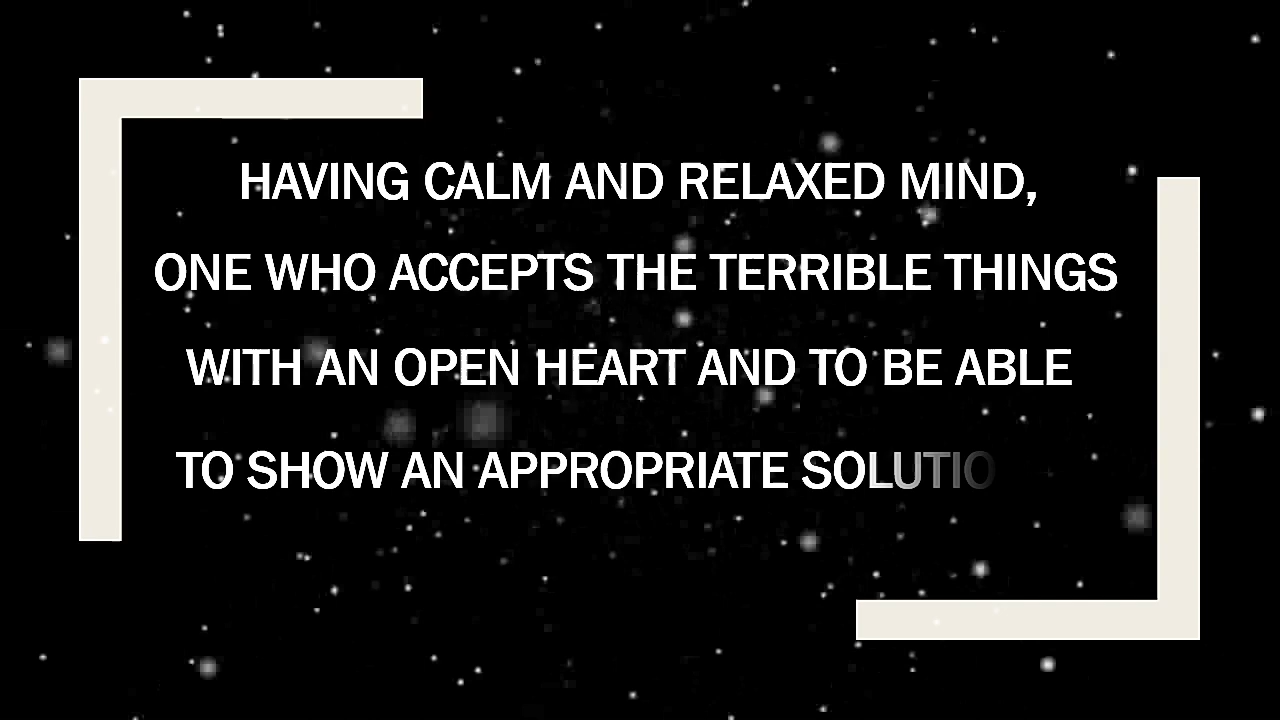 HAVING CALM AND RELAXED MIND,
ONE WHO ACCEPTS THE TERRIBLE THINGS
WITH AN OPEN HEART AND TO BE ABLE
TO SHOW AN APPROPRIATE SOLUTIO